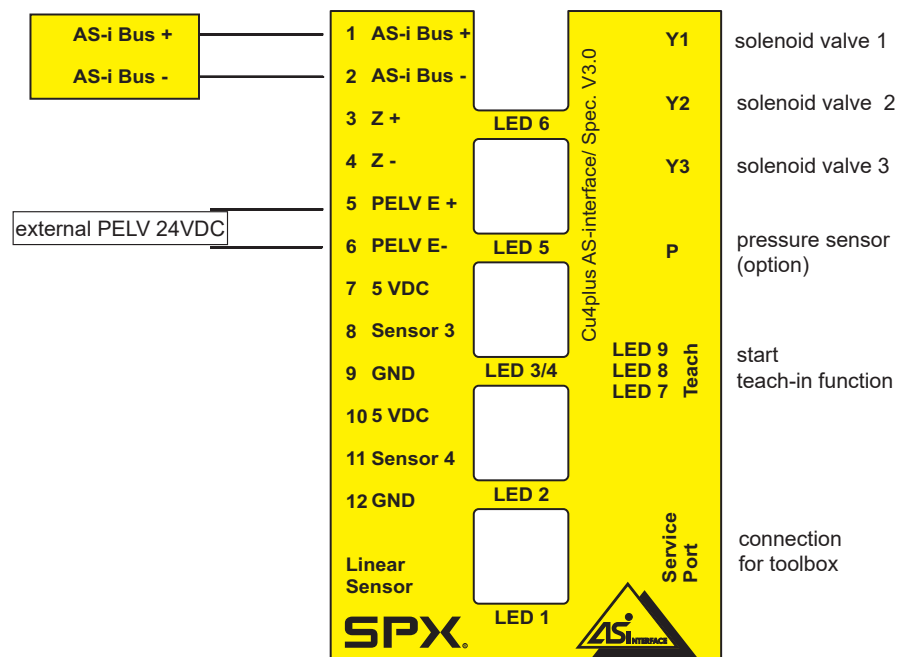 AS-i Bus +
AS-i Bus -
external PELV 24VDC
1 AS-i Bus +
2 AS-i Bus -
3 Z +
4 Z -
5 PELV E +
6 PELV E-
7 5 VDC
8 Sensor 3
9 GND
10 5 VDC
11 Sensor 4
12 GND
Linear
Sensor
SPX.
LED 6
LED 5
LED 3/4
LED 2
LED 1
Cu4plus AS-interface/ Spec. V3.0
Y1
Y2
Y3
P
LED 9
LED 8
LED 7
Teach
Service
Port
ASi INTERFACE
solenoid valve 1
solenoid valve 2
solenoid valve 3
pressure sensor
(option)
start
teach-in function
connection
for toolbox